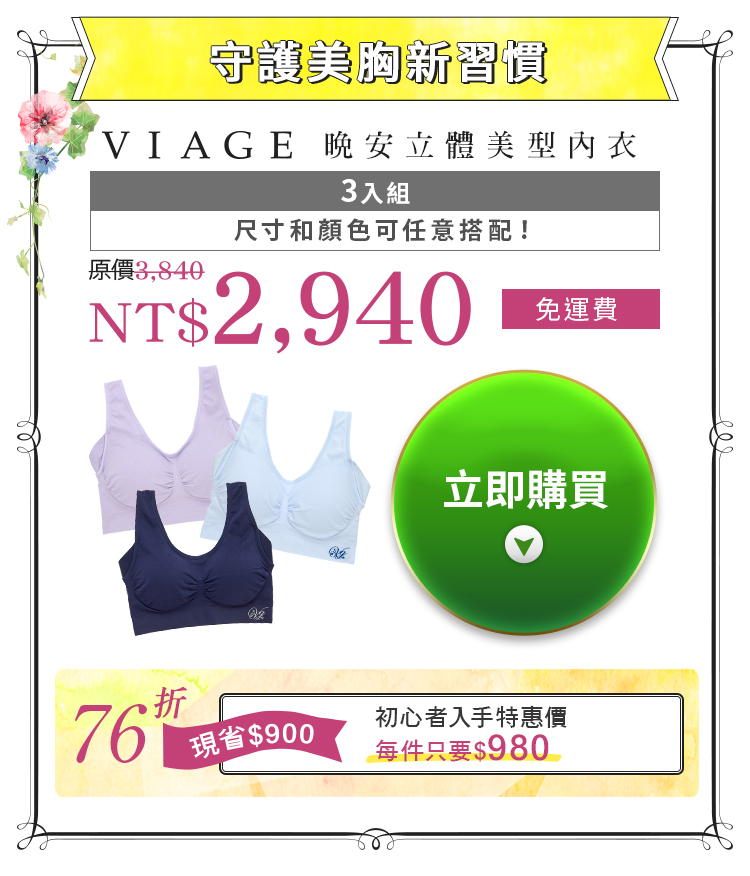 守護美胸新習慣
VIAGE 晚安立體美型內衣
3入組
尺寸和顏色可任意搭配！
原價3,840
NT$2,940
免運費
立即購買
76折
現省$900
初心者入手特惠價
每件只要$980